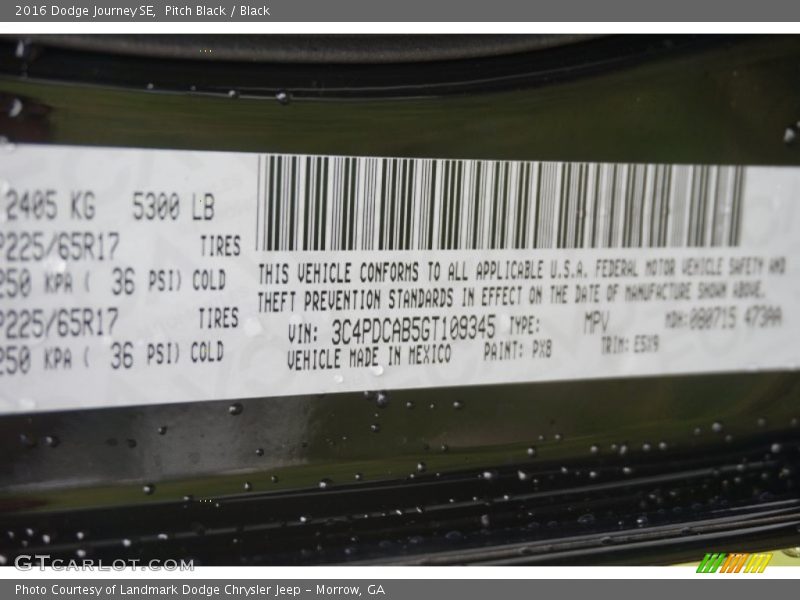 2016 Dodge Journey SE, Pitch Black / Black
2405 KG 5300 LB
P225/65R17 TIRES
250 KPA ( 36 PSI) COLD
P225/65R17 TIRES
250 KPA ( 36 PSI) COLD
THIS VEHICLE CONFORMS TO ALL APPLICABLE U.S.A. FEDERAL MOTOR VEHICLE SAFETY AND
THEFT PREVENTION STANDARDS IN EFFECT ON THE DATE OF MANUFACTURE SHOWN ABOVE.
VIN: 3C4PDCAB5GT109345 TYPE: MPV MDH: 080715 473AA
VEHICLE MADE IN MEXICO PAINT: PX8 TRIM: E5X9
GTCARLOT.COM
Photo Courtesy of Landmark Dodge Chrysler Jeep – Morrow, GA